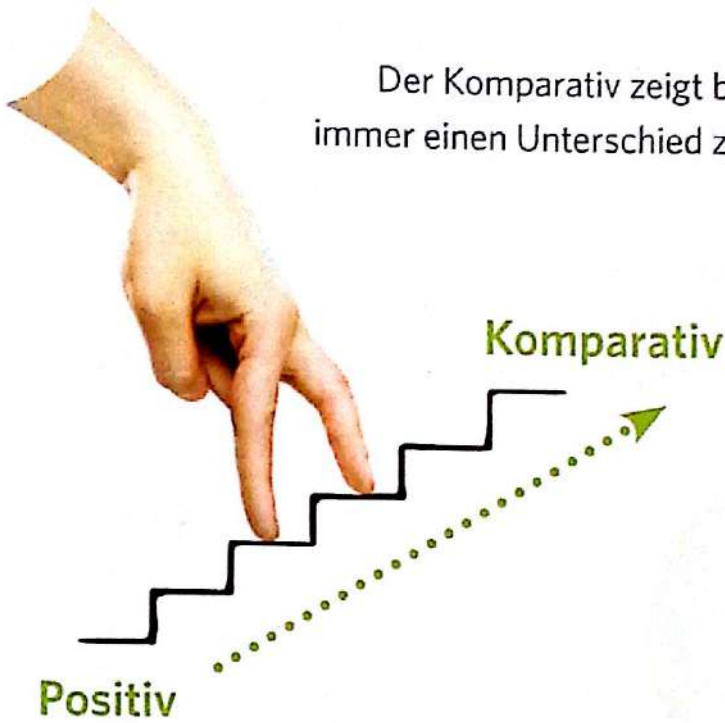 Der Komparativ zeigt
immer einen Unterschied
Komparativ
Positiv